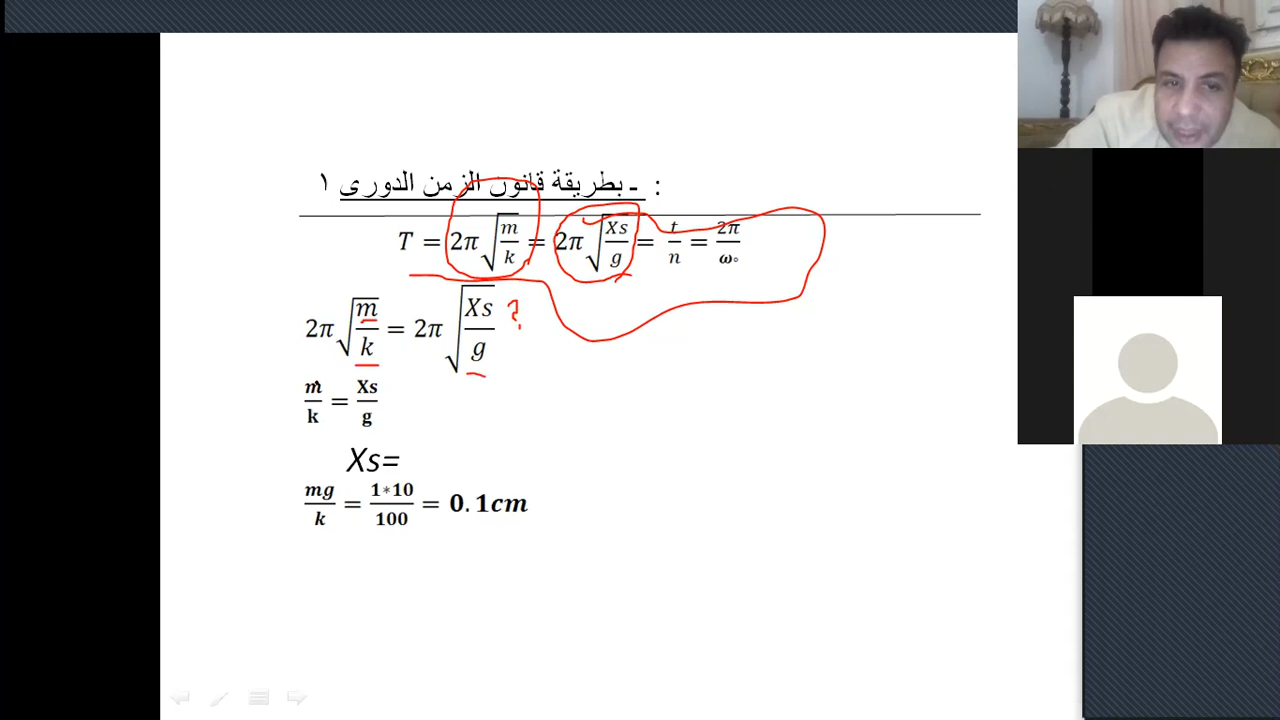 ١ ـ بطريقة قانون الزمن الدورى :
T = 2π√(m/k) = 2π√(Xs/g) = t/n = 2π/ω∘
2π√(m/k) = 2π√(Xs/g) ?
m/k = Xs/g
Xs=
mg/k = 1*10/100 = 0.1cm